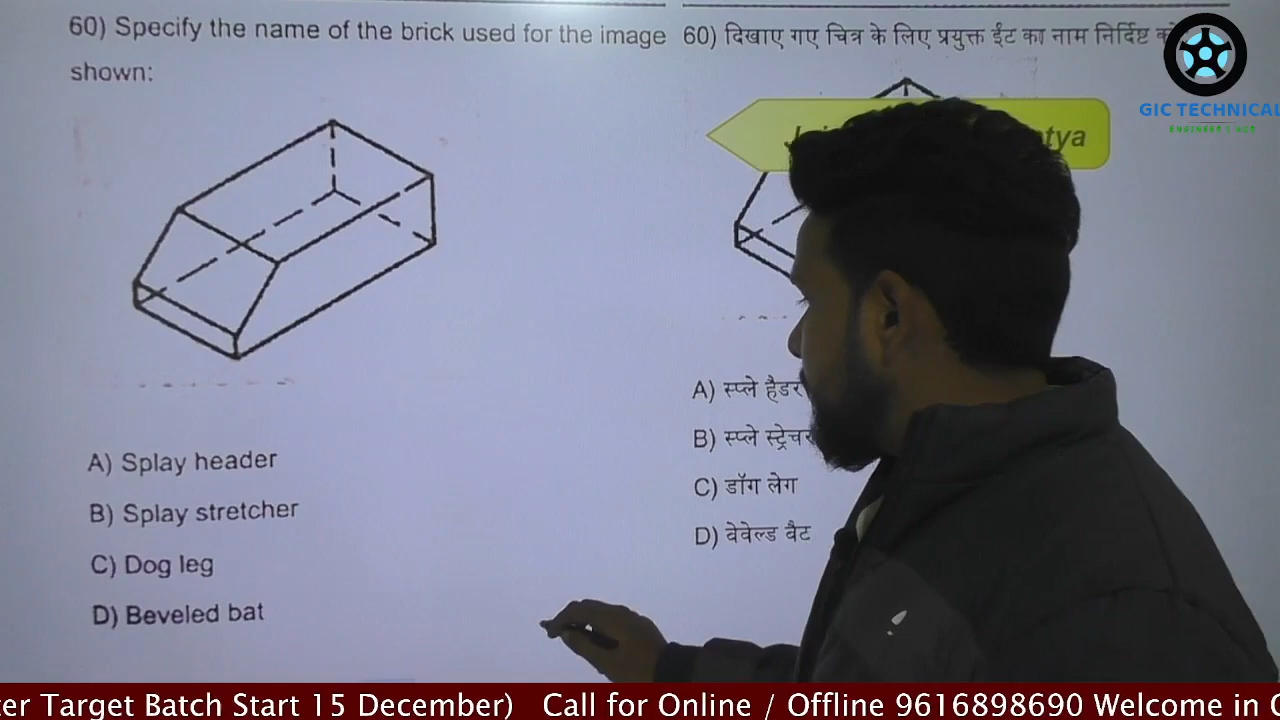 60) Specify the name of the brick used for the image
shown:
A) Splay header
B) Splay stretcher
C) Dog leg
D) Beveled bat
60) दिखाए गए चित्र के लिए प्रयुक्त ईंट का नाम निर्दिष्ट
A) स्प्ले हैडर
B) स्प्ले स्ट्रेचर
C) डॉग लेग
D) वेवेल्ड वैट
GIC TECHNICAL
ENGINEER'S HUB
Target Batch Start 15 December) Call for Online / Offline 9616898690 Welcome in